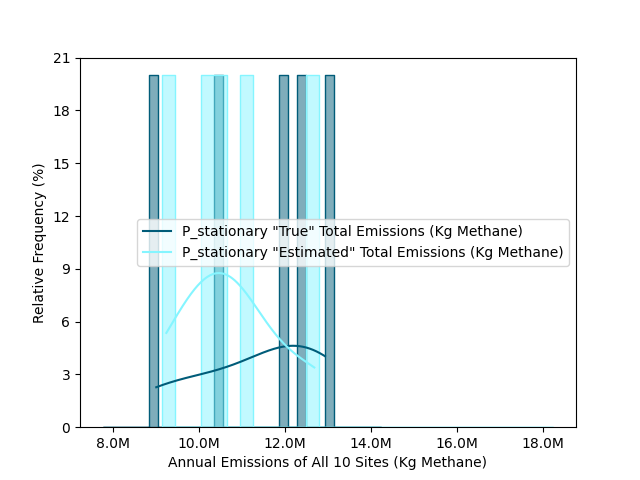 21
18
15
12
9
6
3
0
Relative Frequency (%)
P_stationary "True" Total Emissions (Kg Methane)
P_stationary "Estimated" Total Emissions (Kg Methane)
8.0M 10.0M 12.0M 14.0M 16.0M 18.0M
Annual Emissions of All 10 Sites (Kg Methane)